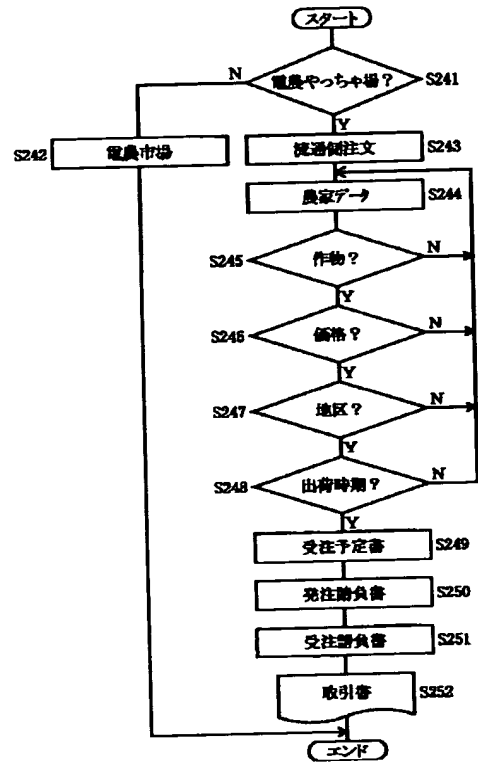 スタート
N
電農やっちゃ場?
S241
Y
S242
電農市場
流通側注文
S243
農家データ
S244
S245
作物?
N
Y
S246
価格?
N
Y
S247
地区?
N
Y
S248
出荷時期?
N
Y
受注予定書
S249
発注請負書
S250
受注請負書
S251
取引書
S252
エンド